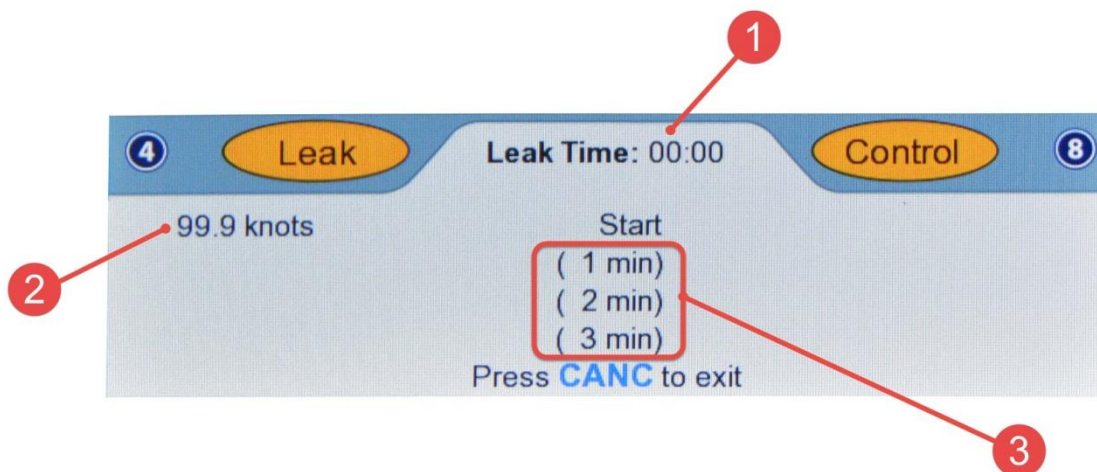 1
4 Leak Leak Time: 00:00 Control 8
99.9 knots Start
2 ( 1 min)
( 2 min)
( 3 min)
Press CANC to exit
3